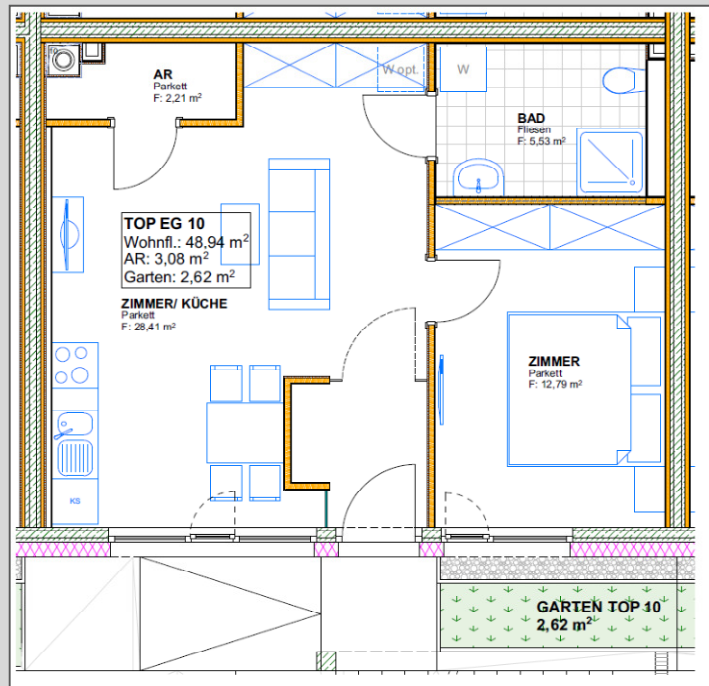 AR
Parkett
F: 2,21 m²
W opt.
W
BAD
Fliesen
F: 5,53 m²
TOP EG 10
Wohnfl.: 48,94 m²
AR: 3,08 m²
Garten: 2,62 m²
ZIMMER/ KÜCHE
Parkett
F: 28,41 m²
ZIMMER
Parkett
F: 12,79 m²
KS
GARTEN TOP 10
2,62 m²